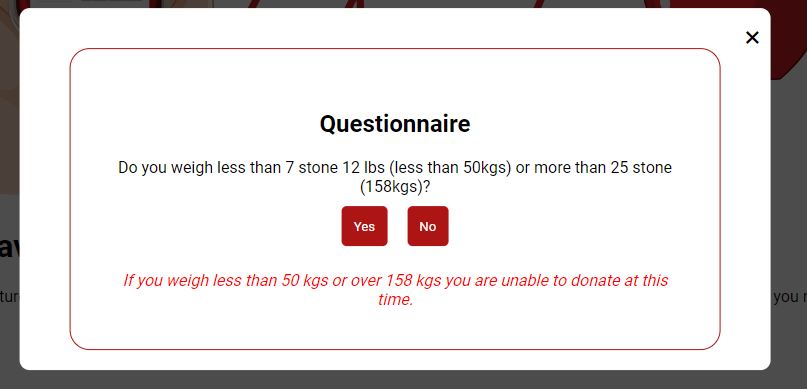 ×
Questionnaire
Do you weigh less than 7 stone 12 lbs (less than 50kgs) or more than 25 stone
(158kgs)?
Yes No
If you weigh less than 50 kgs or over 158 kgs you are unable to donate at this
time.
you